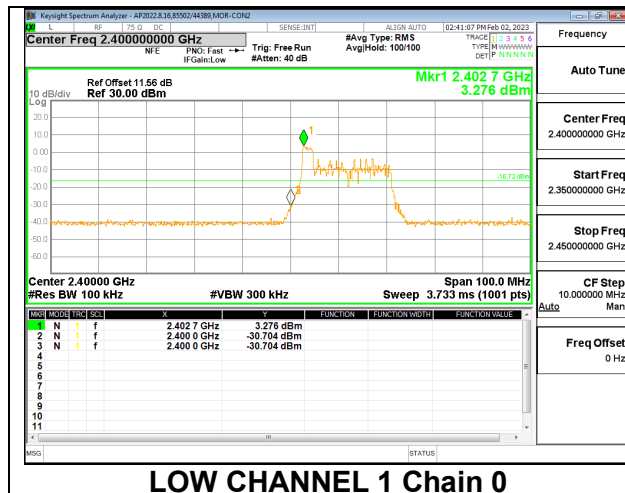 Keysight Spectrum Analyzer - AP2022.8.16,85502/44389,MOR-CON2
L RF 75 Ω DC SENSE:INT ALIGN AUTO 02:41:07 PM Feb 02, 2023
Center Freq 2.400000000 GHz
#Avg Type: RMS
TRACE 1 2 3 4 5 6
NFE PNO: Fast Trig: Free Run Avg|Hold: 100/100 TYPE M WWWWW
IFGain:Low #Atten: 40 dB DET P N N N N N
Ref Offset 11.56 dB Mkr1 2.402 7 GHz
10 dB/div Ref 30.00 dBm 3.276 dBm
Log
20.0
10.0
1
0.00
-10.0
-16.72 dBm
-20.0
-30.0
-40.0
-50.0
-60.0
Center 2.40000 GHz Span 100.0 MHz
#Res BW 100 kHz #VBW 300 kHz Sweep 3.733 ms (1001 pts)
MKR MODE TRC SCL X Y FUNCTION FUNCTION WIDTH FUNCTION VALUE
1 N 1 f 2.402 7 GHz 3.276 dBm
2 N 1 f 2.400 0 GHz -30.704 dBm
3 N 1 f 2.400 0 GHz -30.704 dBm
4
5
6
7
8
9
10
11
MSG STATUS
Frequency
Auto Tune
Center Freq
2.400000000 GHz
Start Freq
2.350000000 GHz
Stop Freq
2.450000000 GHz
CF Step
10.000000 MHz
Auto Man
Freq Offset
0 Hz
LOW CHANNEL 1 Chain 0